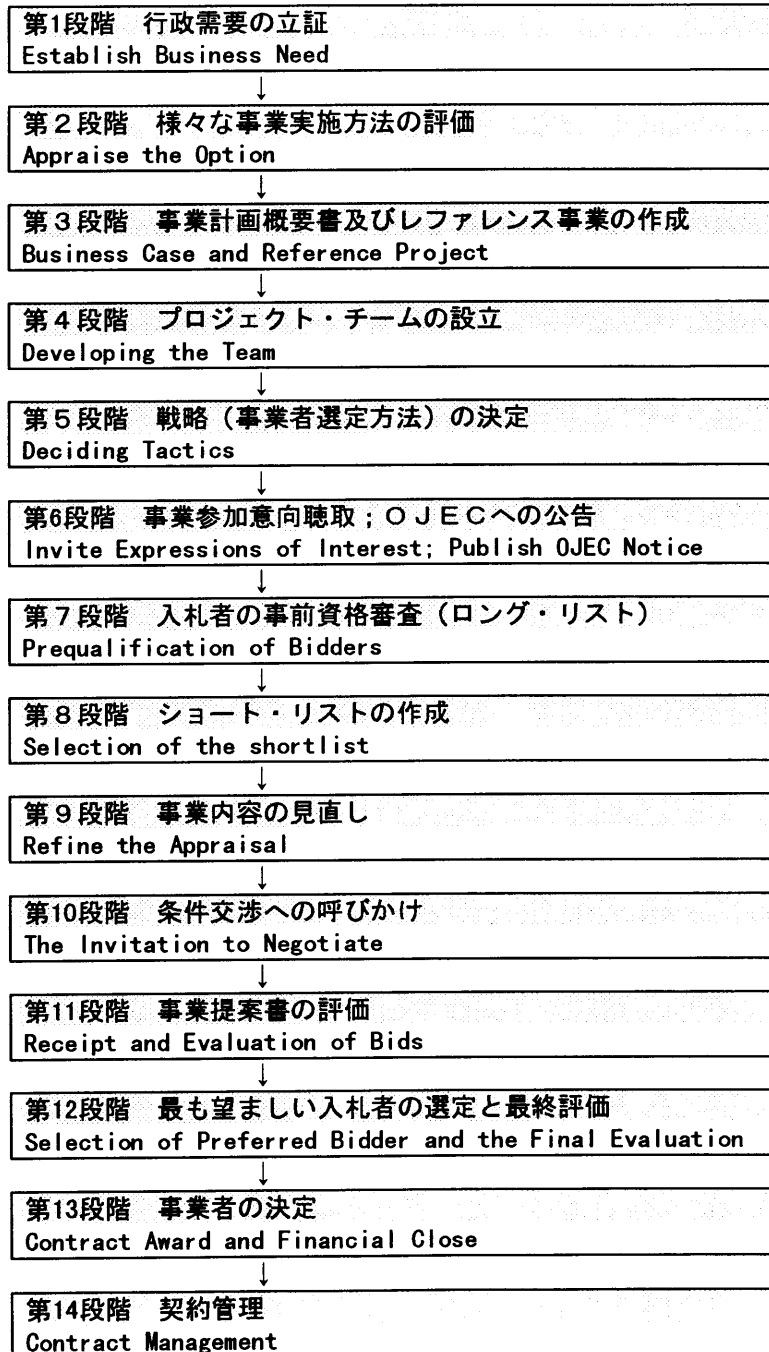 第1段階 行政需要の立証
Establish Business Need
↓
第２段階 様々な事業実施方法の評価
Appraise the Option
↓
第３段階 事業計画概要書及びレファレンス事業の作成
Business Case and Reference Project
↓
第４段階 プロジェクト・チームの設立
Developing the Team
↓
第５段階 戦略（事業者選定方法）の決定
Deciding Tactics
↓
第6段階 事業参加意向聴取；ＯＪＥＣへの公告
Invite Expressions of Interest; Publish OJEC Notice
↓
第７段階 入札者の事前資格審査（ロング・リスト）
Prequalification of Bidders
↓
第８段階 ショート・リストの作成
Selection of the shortlist
↓
第９段階 事業内容の見直し
Refine the Appraisal
↓
第10段階 条件交渉への呼びかけ
The Invitation to Negotiate
↓
第11段階 事業提案書の評価
Receipt and Evaluation of Bids
↓
第12段階 最も望ましい入札者の選定と最終評価
Selection of Preferred Bidder and the Final Evaluation
↓
第13段階 事業者の決定
Contract Award and Financial Close
↓
第14段階 契約管理
Contract Management